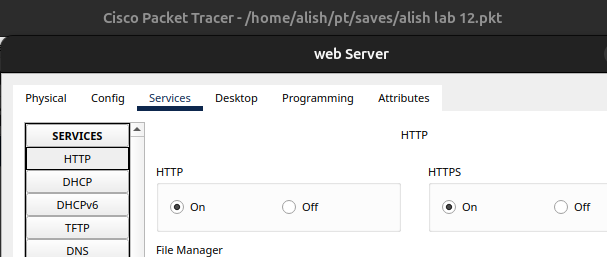 Cisco Packet Tracer - /home/alish/pt/saves/alish lab 12.pkt
web Server
Physical Config Services Desktop Programming Attributes
SERVICES
HTTP
DHCP
DHCPv6
TFTP
DNS
HTTP
HTTP HTTPS
On Off On Off
File Manager